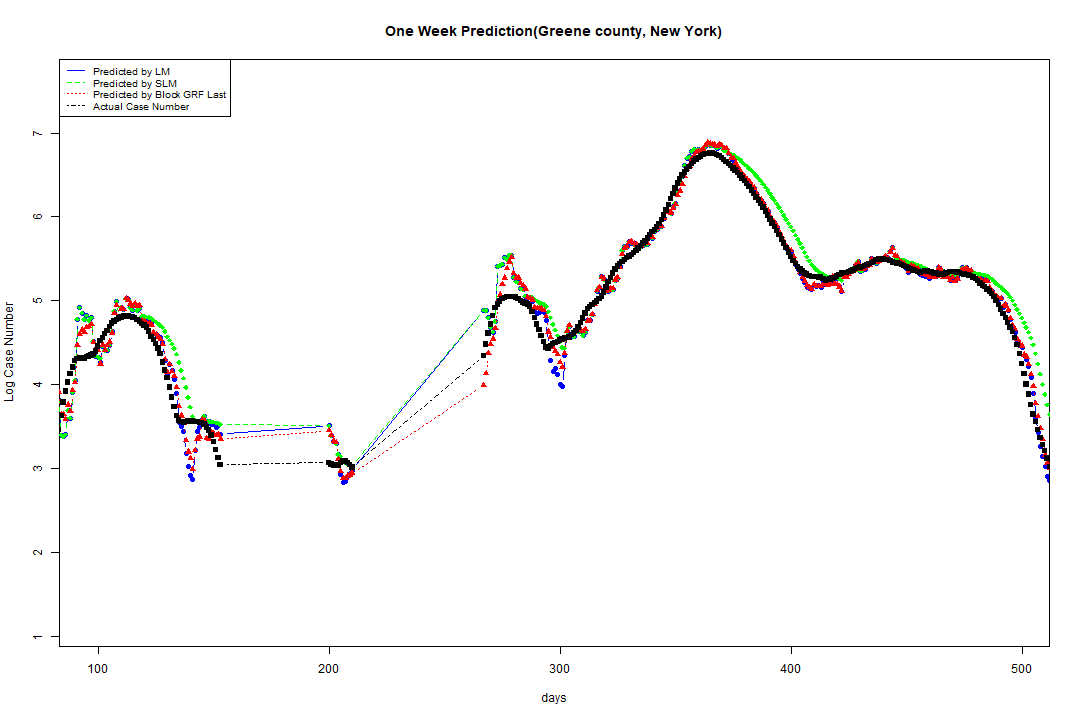 One Week Prediction(Greene county, New York)
Predicted by LM
Predicted by SLM
Predicted by Block GRF Last
Actual Case Number
Log Case Number
7
6
5
4
3
2
1
100 200 300 400 500
days